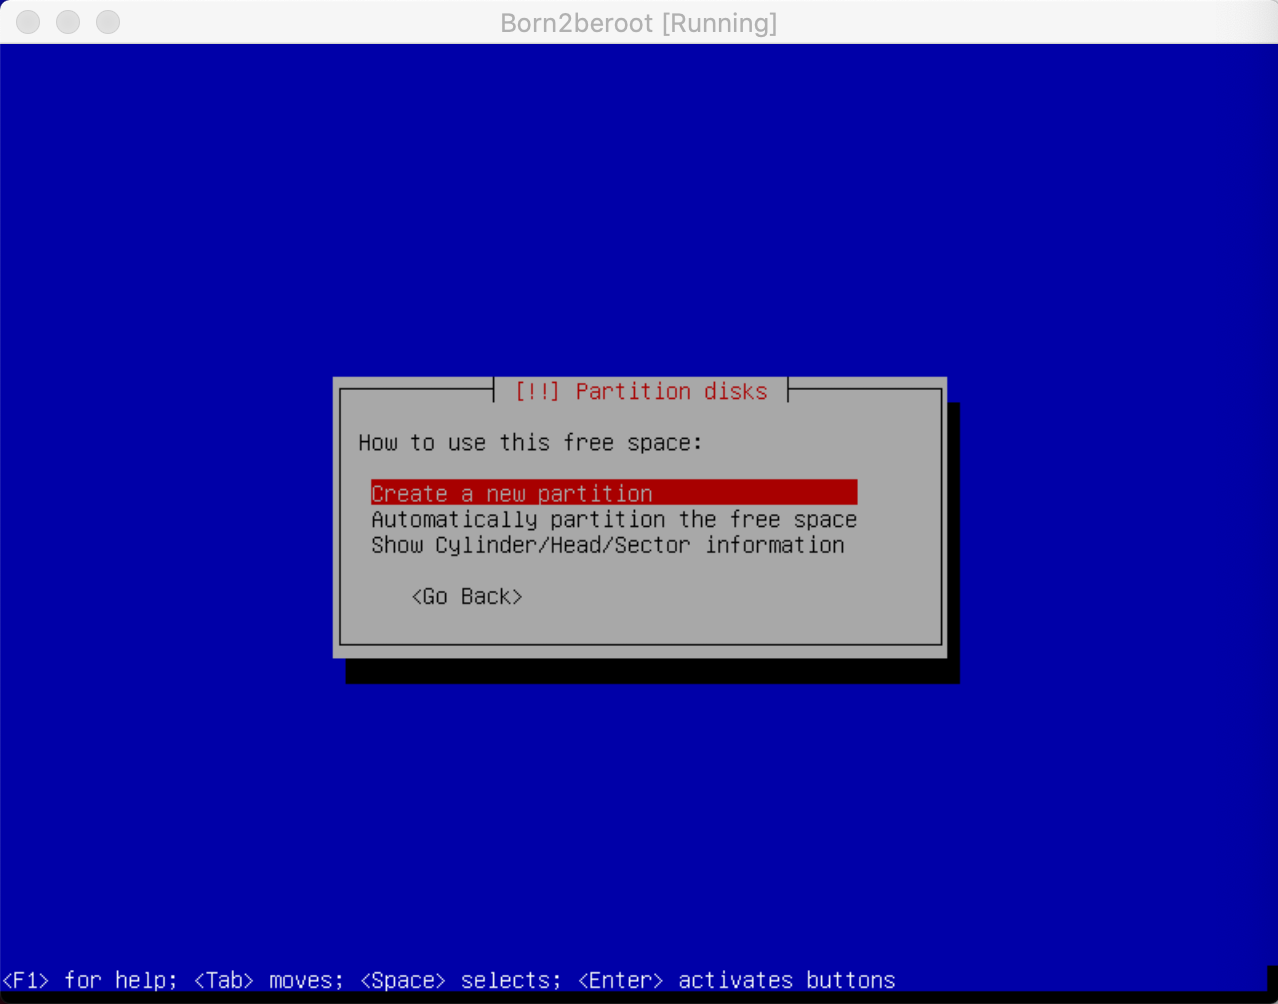 Born2beroot [Running]
[!!] Partition disks
How to use this free space:
Create a new partition
Automatically partition the free space
Show Cylinder/Head/Sector information
<Go Back>
<F1> for help; <Tab> moves; <Space> selects; <Enter> activates buttons